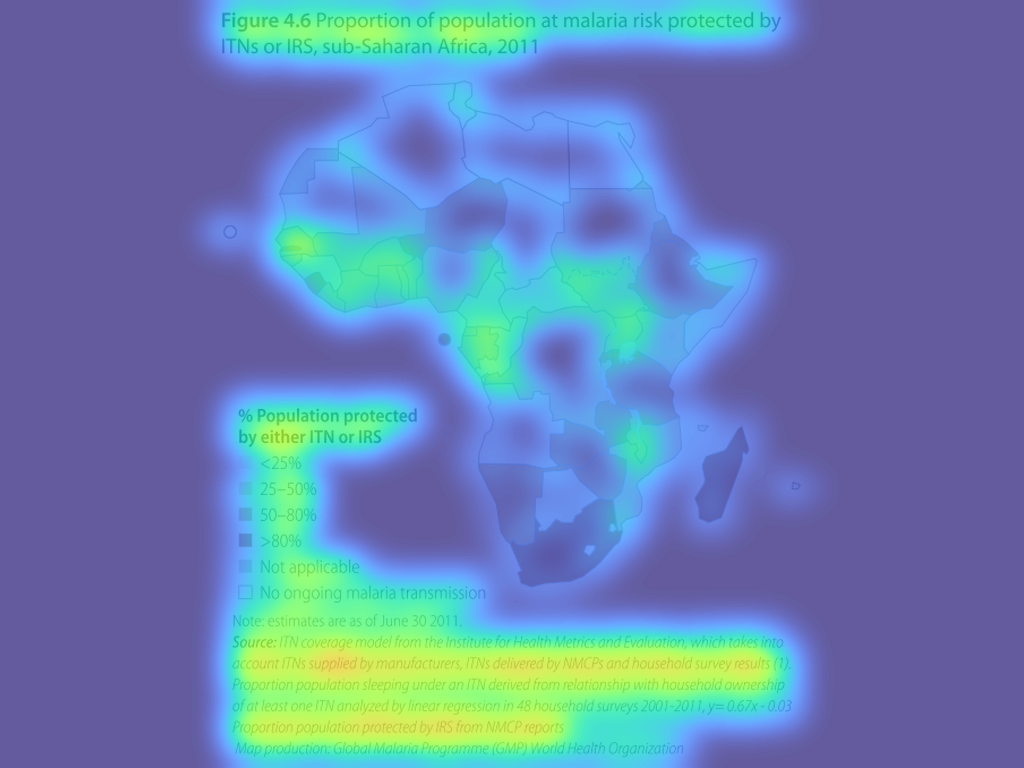 Figure 4.6 Proportion of population at malaria risk protected by
ITNs or IRS, sub-Saharan Africa, 2011
% Population protected
by either ITN or IRS
<25%
25–50%
50–80%
>80%
Not applicable
No ongoing malaria transmission
Note: estimates are as of June 30 2011.
Source: ITN coverage model from the Institute for Health Metrics and Evaluation, which takes into
account ITNs supplied by manufacturers, ITNs delivered by NMCPs and household survey results (1).
Proportion population sleeping under an ITN derived from relationship with household ownership
of at least one ITN analyzed by linear regression in 48 household surveys 2001-2011, y= 0.67x - 0.03
Proportion population protected by IRS from NMCP reports
Map production: Global Malaria Programme (GMP) World Health Organization